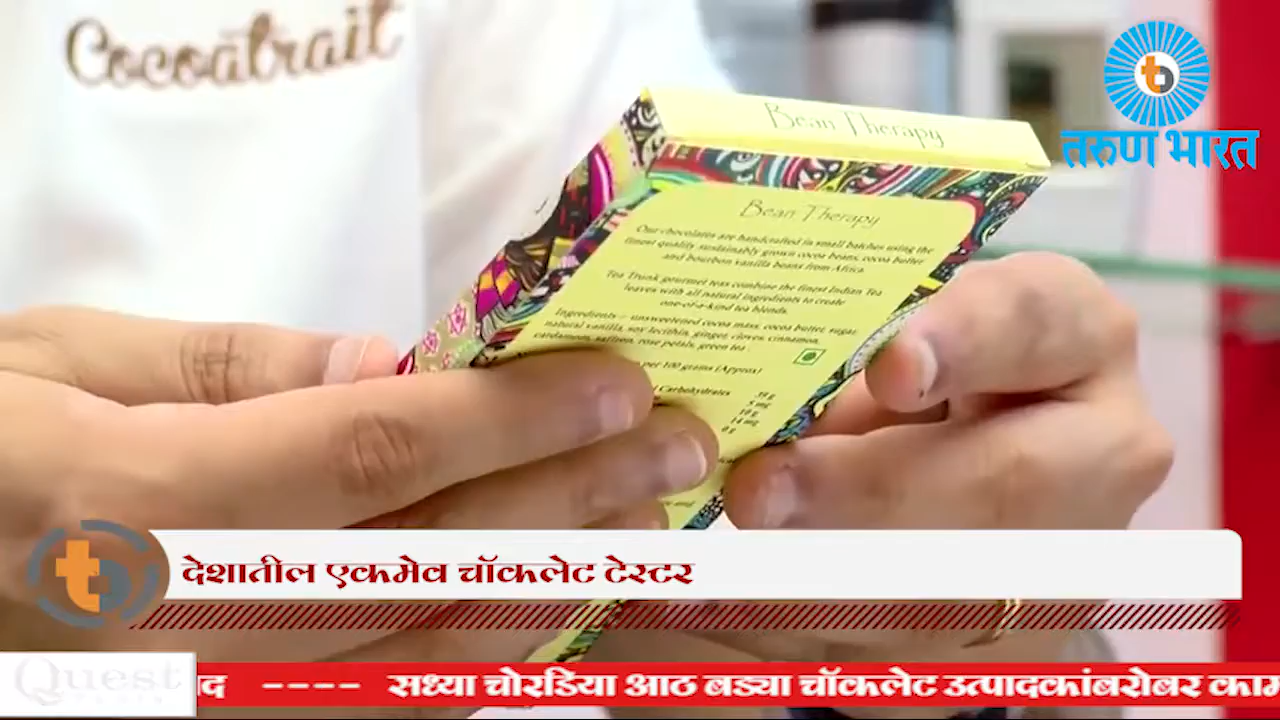 Cocoatrait
तरुण भारत
Bean Therapy
Bean Therapy
Our chocolates are handcrafted in small batches using the
finest quality sustainably grown cocoa beans, cocoa butter
and bourbon vanilla beans from Africa.
Tea Trunk gourmet teas combine the finest Indian Tea
leaves with all natural ingredients to create
one-of-a-kind tea blends.
Ingredients – unsweetened cocoa mass, cocoa butter, sugar,
natural vanilla, soy lecithin, ginger, cloves, cinnamon,
cardamom, saffron, rose petals, green tea
per 100 grams (Approx)
Carbohydrates
देशातील एकमेव चॉकलेट टेस्टर
Quest
पद ---- सध्या चोरडिया आठ बड्या चॉकलेट उत्पादकांबरोबर काम